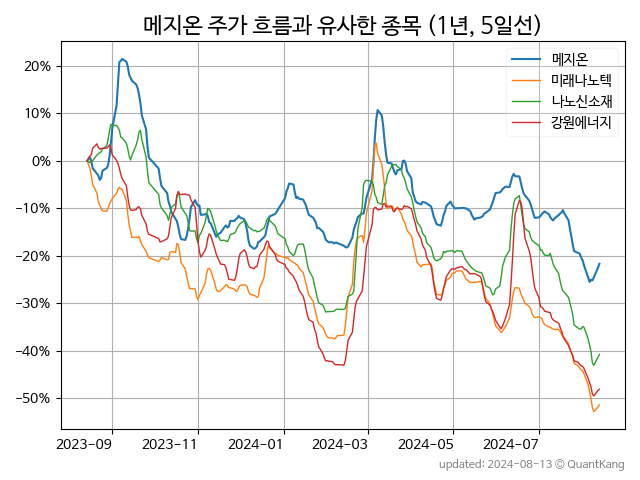 메지온 주가 흐름과 유사한 종목 (1년, 5일선)
메지온
미래나노텍
나노신소재
강원에너지
20%
10%
0%
−10%
−20%
−30%
−40%
−50%
2023-09
2023-11
2024-01
2024-03
2024-05
2024-07
updated: 2024-08-13 © QuantKang